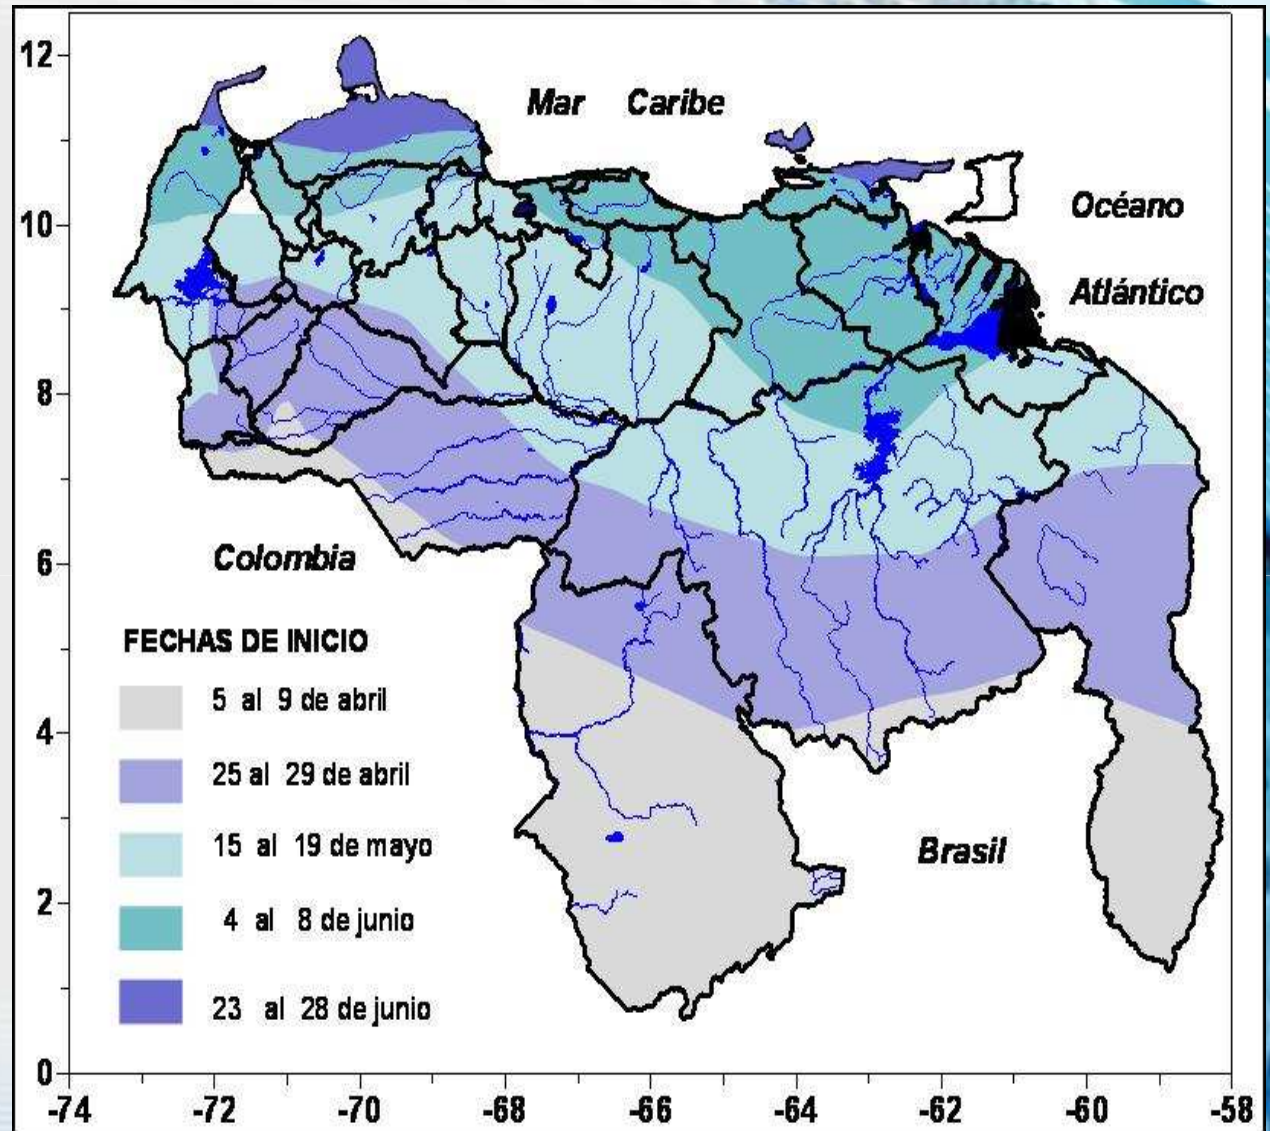 Mar Caribe
Océano
Atlántico
Colombia
Brasil
FECHAS DE INICIO
5 al 9 de abril
25 al 29 de abril
15 al 19 de mayo
4 al 8 de junio
23 al 28 de junio
12
10
8
6
4
2
0
-74 -72 -70 -68 -66 -64 -62 -60 -58